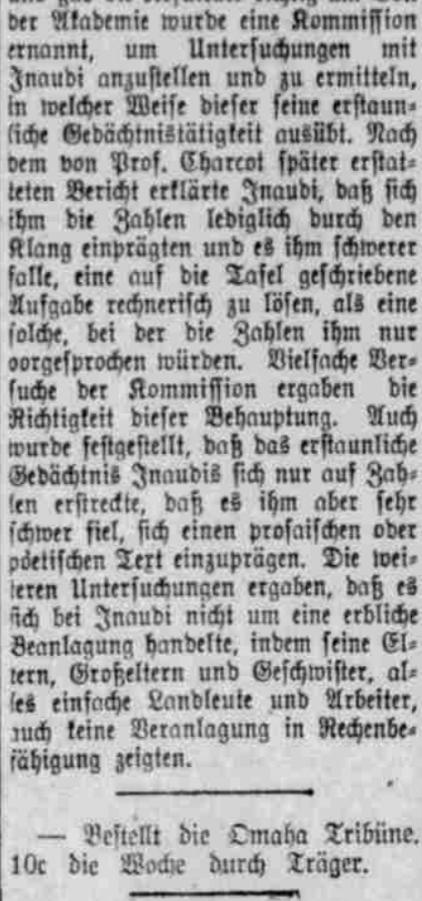 der Akademie wurde eine Kommission
ernannt, um Untersuchungen mit
Inaudi anzustellen und zu ermitteln,
in welcher Weise dieser seine erstaun-
liche Gedächtnistätigkeit ausübt. Nach
dem von Prof. Charcot später erstat-
teten Bericht erklärte Inaudi, daß sich
ihm die Zahlen lediglich durch den
Klang einprägten und es ihm schwerer
falle, eine auf die Tafel geschriebene
Aufgabe rechnerisch zu lösen, als eine
solche, bei der die Zahlen ihm nur
vorgesprochen würden. Vielfache Ver-
suche der Kommission ergaben die
Richtigkeit dieser Behauptung. Auch
wurde festgestellt, daß das erstaunliche
Gedächtnis Inaudis sich nur auf Zah-
len erstreckte, daß es ihm aber sehr
schwer fiel, sich einen prosaischen oder
poetischen Text einzuprägen. Die wei-
teren Untersuchungen ergaben, daß es
sich bei Inaudi nicht um eine erbliche
Beanlagung handelte, indem seine El-
tern, Großeltern und Geschwister, al-
les einfache Landleute und Arbeiter,
auch keine Veranlagung in Rechenbe-
fähigung zeigten.
— Bestellt die Omaha Tribüne.
10c die Woche durch Träger.